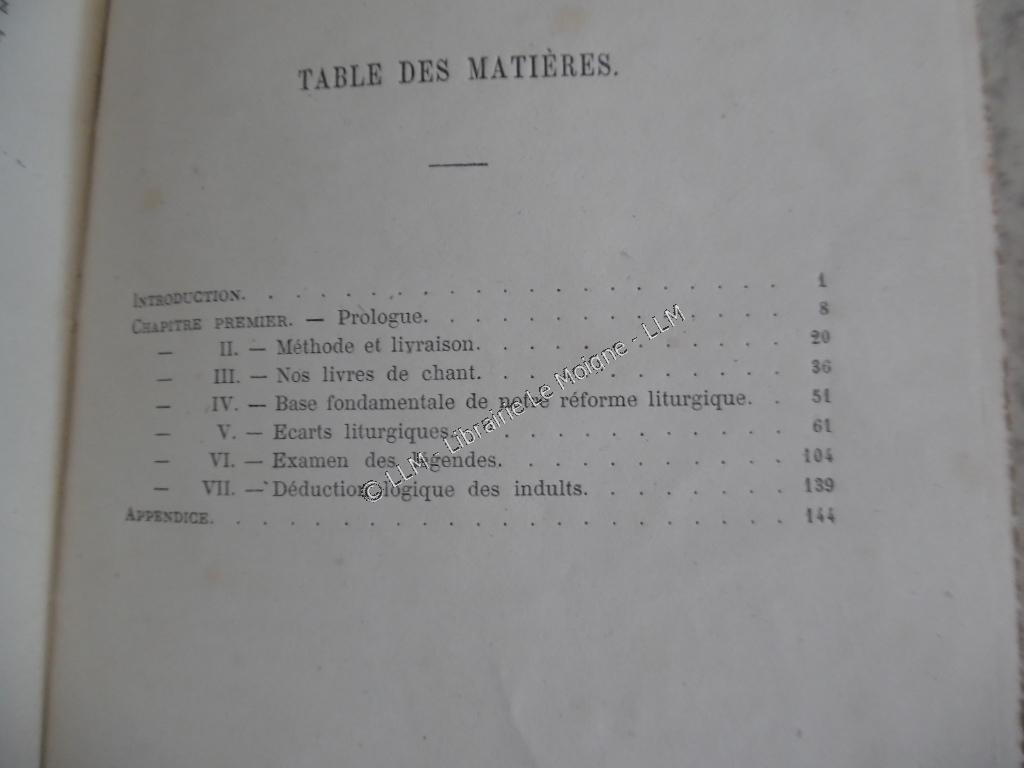 TABLE DES MATIÈRES.
INTRODUCTION. . . . . . . . . . . . . . . . . . . . . 1
CHAPITRE PREMIER. — Prologue. . . . . . . . . . . . . . 8
— II. — Méthode et livraison. . . . . . . . . . . . 20
— III. — Nos livres de chant. . . . . . . . . . . . 36
— IV. — Base fondamentale de notre réforme liturgique. . 51
— V. — Ecarts liturgiques. . . . . . . . . . . . . 61
— VI. — Examen des légendes. . . . . . . . . . . 104
— VII. — Déduction logique des indults. . . . . . . . 139
APPENDICE. . . . . . . . . . . . . . . . . . . . . . 144
© LLM - Librairie Le Moigne - LLM